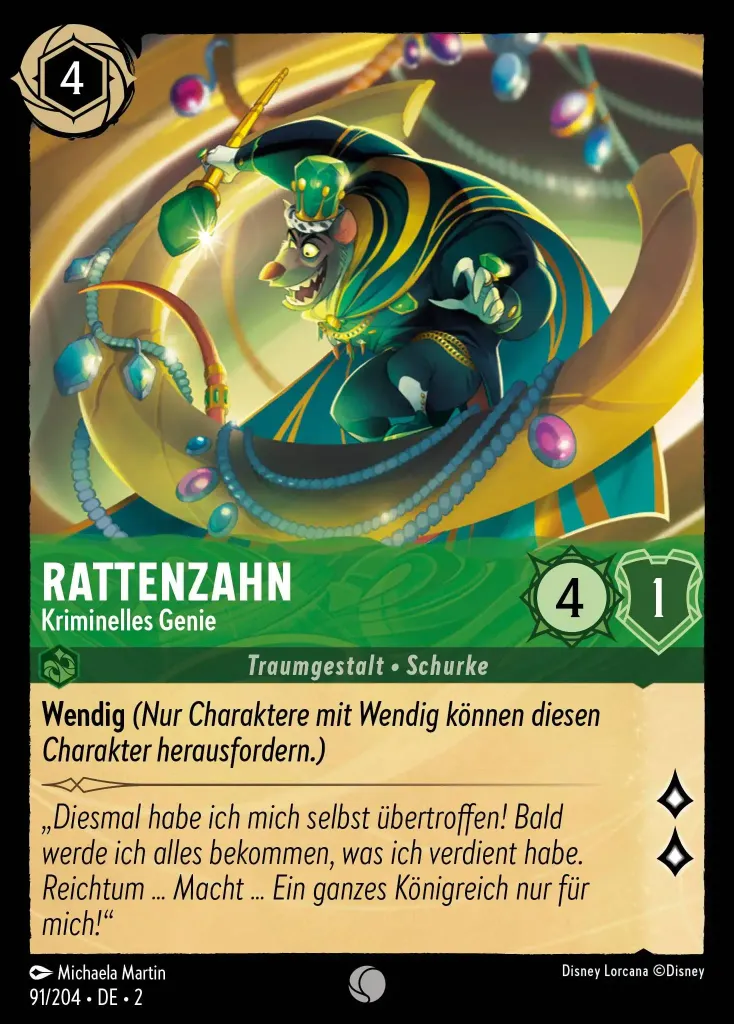 4
RATTENZAHN
Kriminelles Genie
4
1
Traumgestalt • Schurke
Wendig (Nur Charaktere mit Wendig können diesen
Charakter herausfordern.)
„Diesmal habe ich mich selbst übertroffen! Bald
werde ich alles bekommen, was ich verdient habe.
Reichtum ... Macht ... Ein ganzes Königreich nur für
mich!“
Michaela Martin
Disney Lorcana ©Disney
91/204 • DE • 2